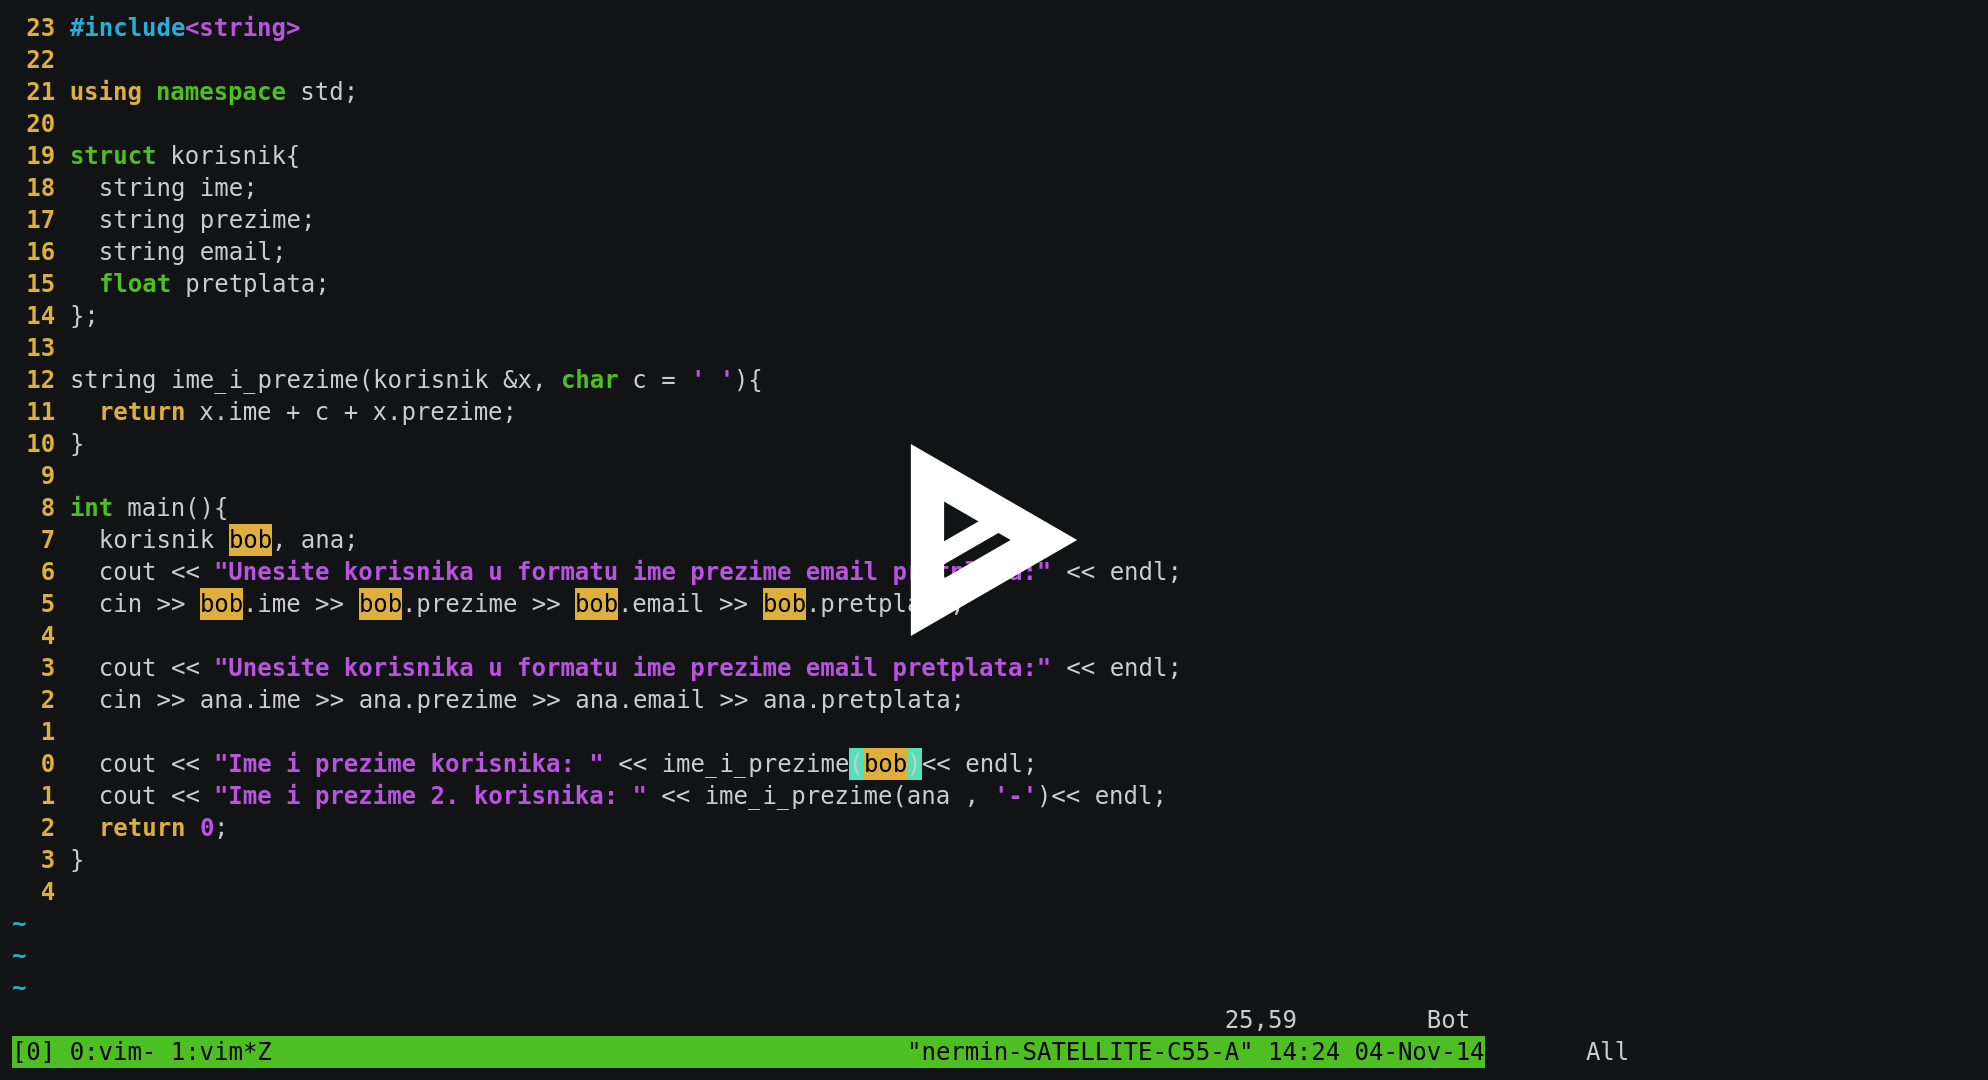 23 #include<string>
22
21 using namespace std;
20
19 struct korisnik{
18   string ime;
17   string prezime;
16   string email;
15   float pretplata;
14 };
13
12 string ime_i_prezime(korisnik &x, char c = ' '){
11   return x.ime + c + x.prezime;
10 }
9
8 int main(){
7   korisnik bob, ana;
6   cout << "Unesite korisnika u formatu ime prezime email pretplata:" << endl;
5   cin >> bob.ime >> bob.prezime >> bob.email >> bob.pretplata;
4
3   cout << "Unesite korisnika u formatu ime prezime email pretplata:" << endl;
2   cin >> ana.ime >> ana.prezime >> ana.email >> ana.pretplata;
1
0   cout << "Ime i prezime korisnika: " << ime_i_prezime(bob)<< endl;
1   cout << "Ime i prezime 2. korisnika: " << ime_i_prezime(ana , '-')<< endl;
2   return 0;
3 }
4
~
~
~
25,59 Bot
[0] 0:vim- 1:vim*Z "nermin-SATELLITE-C55-A" 14:24 04-Nov-14 All